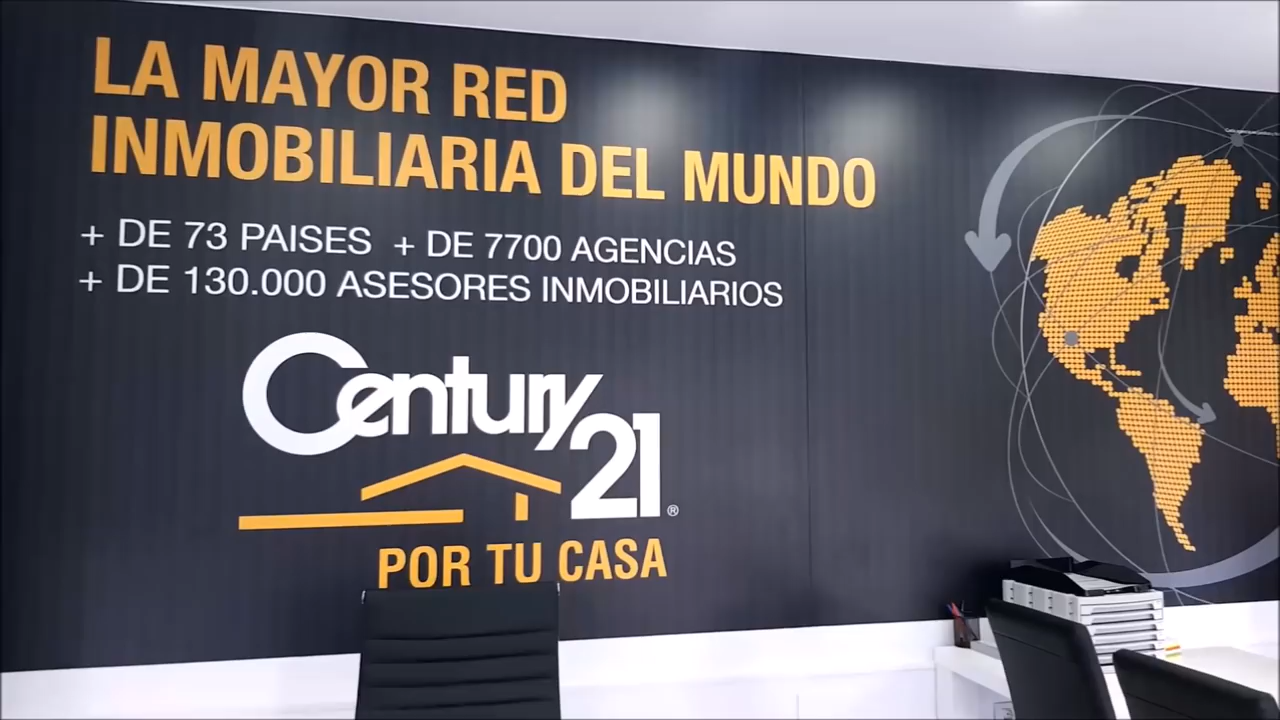 LA MAYOR RED
INMOBILIARIA DEL MUNDO
+ DE 73 PAISES + DE 7700 AGENCIAS
+ DE 130.000 ASESORES INMOBILIARIOS
Century
21®
POR TU CASA